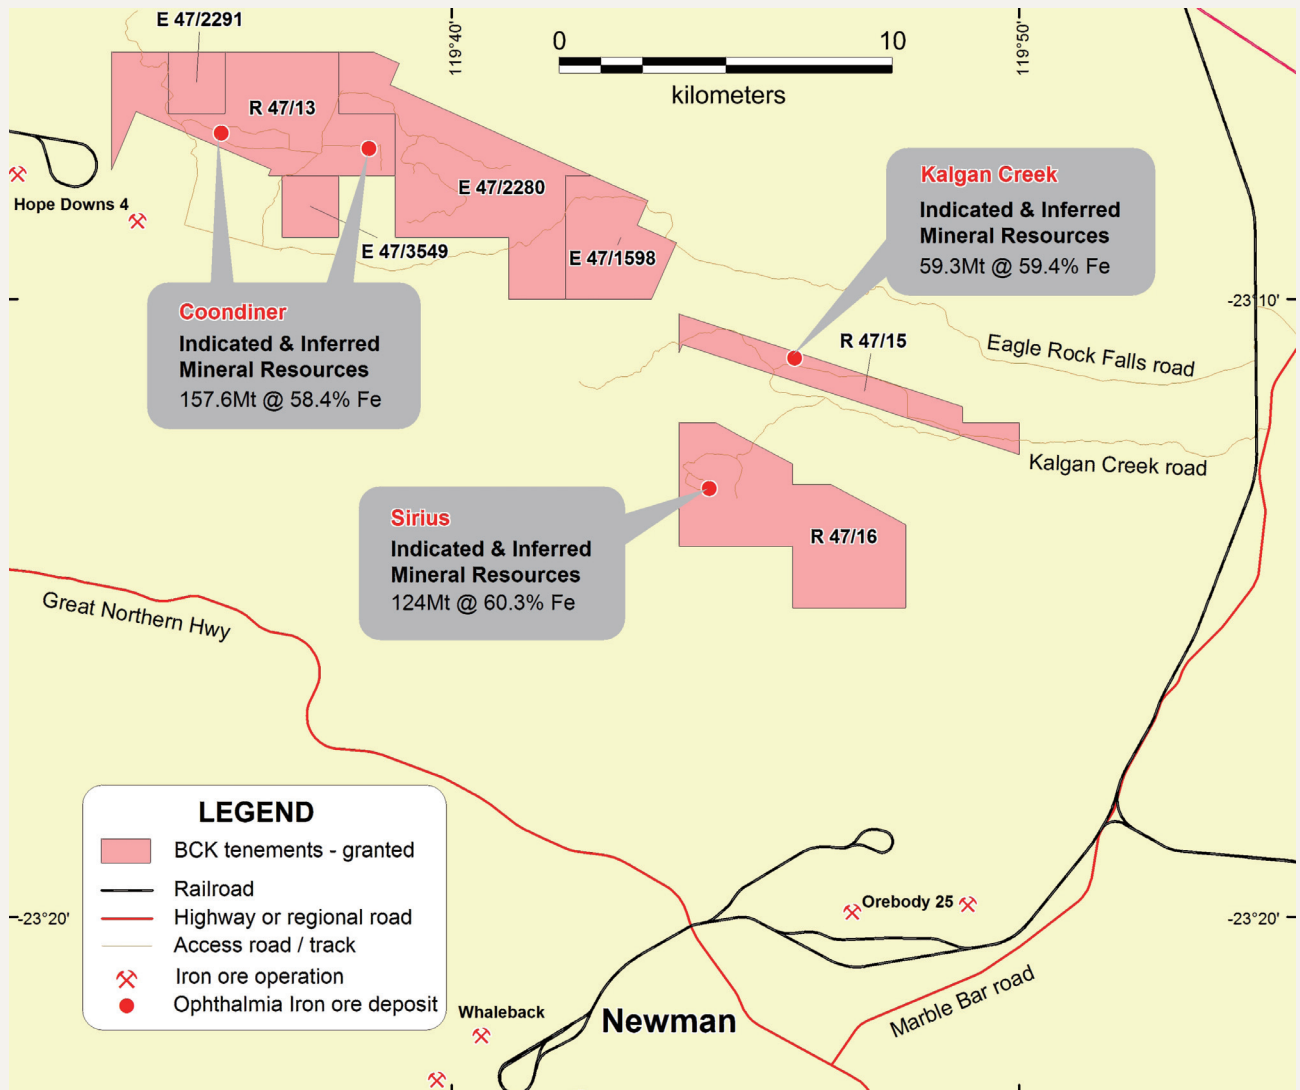 E 47/2291
119°40'
0
10
kilometers
119°50'
R 47/13
Hope Downs 4
E 47/2280
E 47/3549
E 47/1598
Kalgan Creek
Indicated & Inferred
Mineral Resources
59.3Mt @ 59.4% Fe
Coondiner
Indicated & Inferred
Mineral Resources
157.6Mt @ 58.4% Fe
-23°10'
R 47/15
Eagle Rock Falls road
Kalgan Creek road
Sirius
Indicated & Inferred
Mineral Resources
124Mt @ 60.3% Fe
R 47/16
Great Northern Hwy
LEGEND
BCK tenements - granted
Railroad
Highway or regional road
Access road / track
Iron ore operation
Ophthalmia Iron ore deposit
-23°20'
Orebody 25
-23°20'
Whaleback
Newman
Marble Bar road